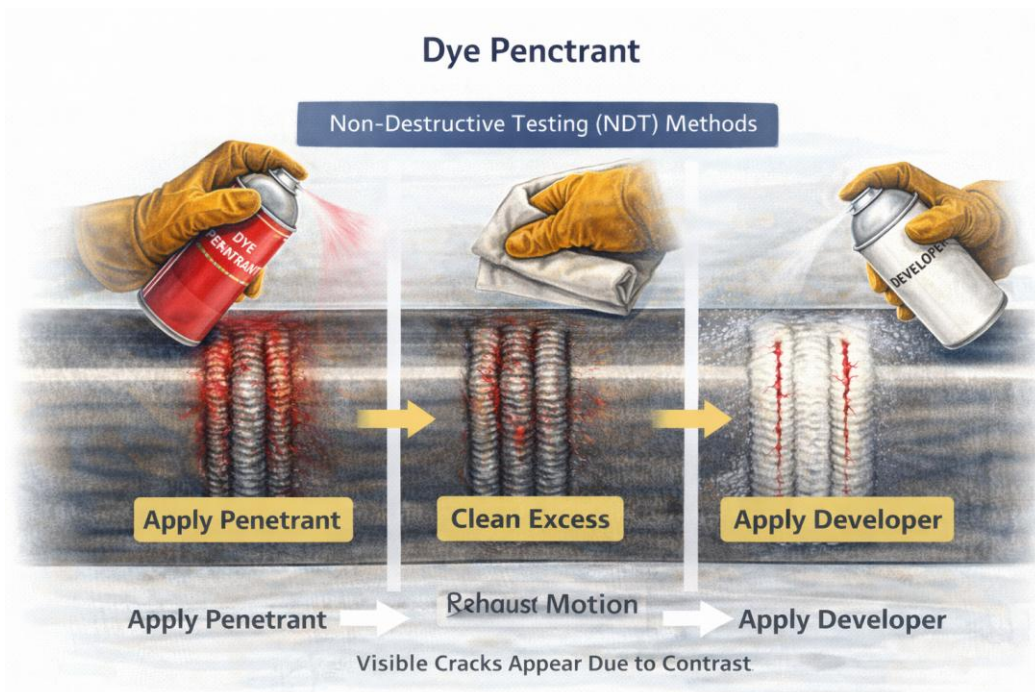 Dye Penctrant
Non-Destructive Testing (NDT) Methods
DYE
PENNTRANT
DEVELOPER
Apply Penetrant
Clean Excess
Apply Developer
Apply Penetrant
Rehaust Motion
Apply Developer
Visible Cracks Appear Due to Contrast